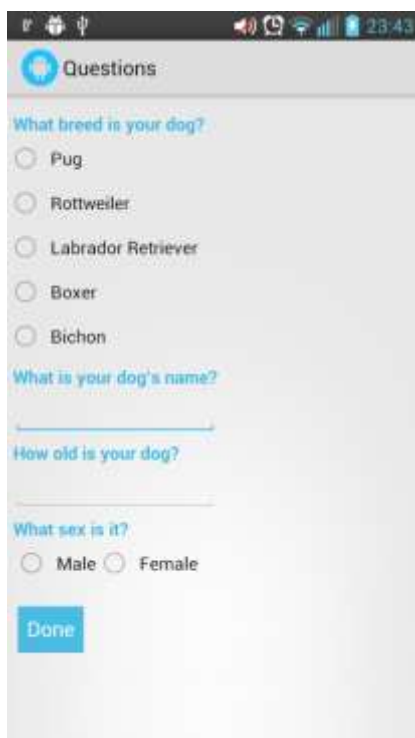 23:43
Questions
What breed is your dog?
Pug
Rottweiler
Labrador Retriever
Boxer
Bichon
What is your dog's name?
How old is your dog?
What sex is it?
Male Female
Done